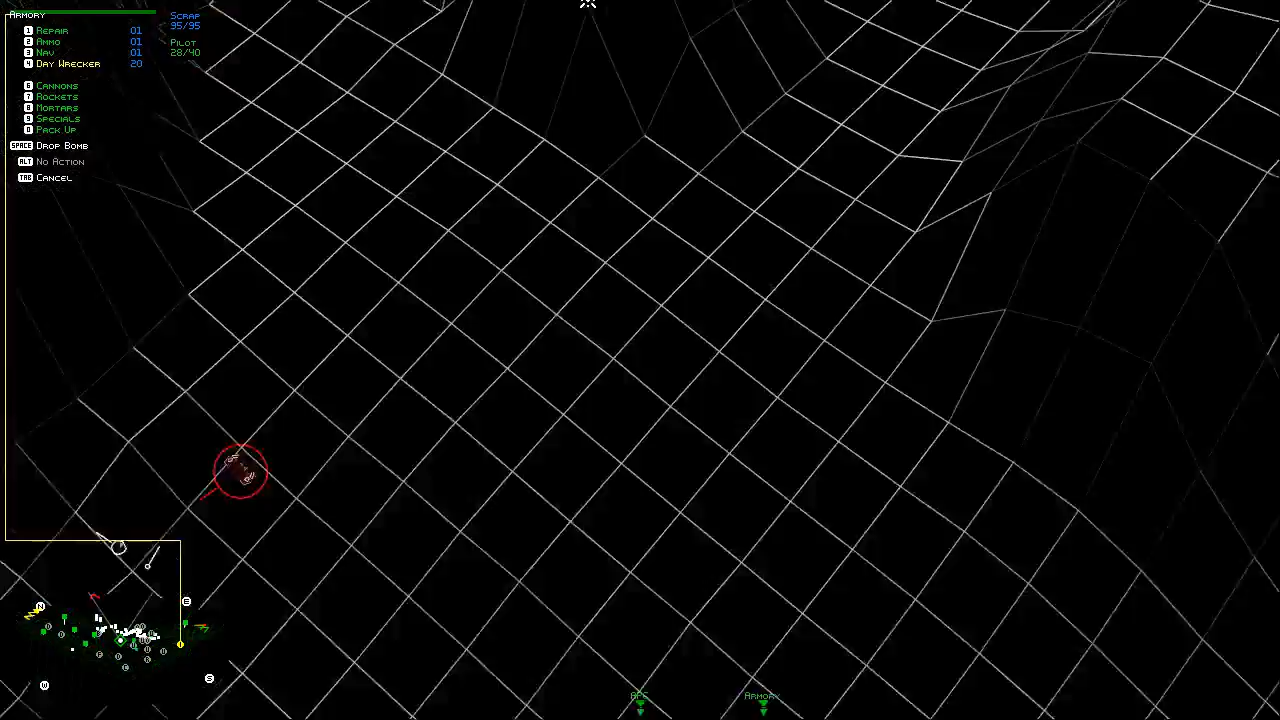 Armory
1 Repair 01
2 Ammo 01
3 Nav 01
4 Day Wrecker 20
6 Cannons
7 Rockets
8 Mortars
9 Specials
0 Pack Up
SPACE Drop Bomb
ALT No Action
TAB Cancel
Scrap
95/95
Pilot
28/40
N
E
W
S
APC
Armory